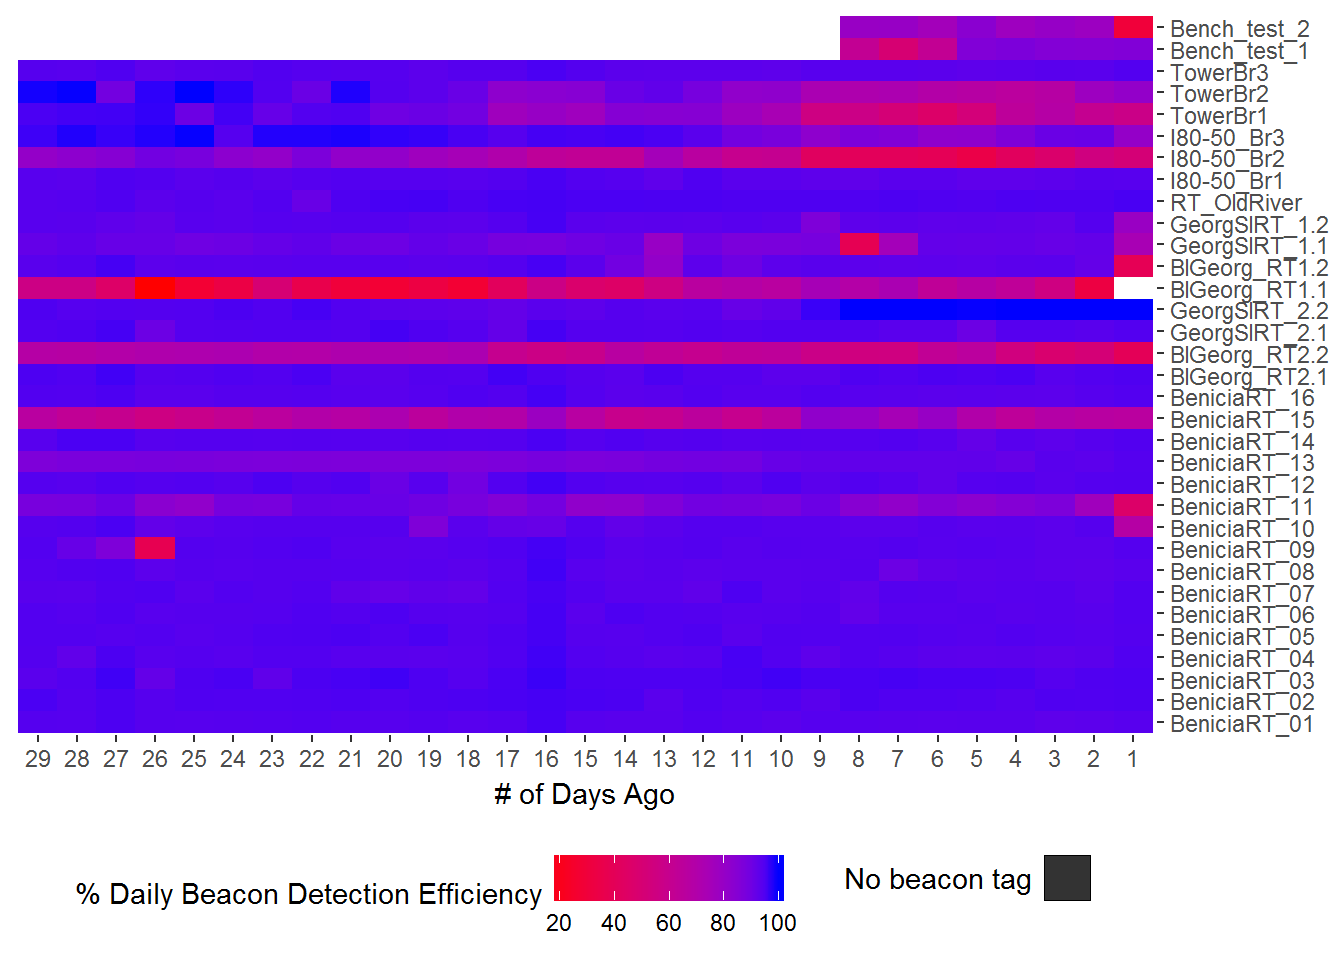 Bench_test_2
Bench_test_1
TowerBr3
TowerBr2
TowerBr1
I80-50_Br3
I80-50_Br2
I80-50_Br1
RT_OldRiver
GeorgSlRT_1.2
GeorgSlRT_1.1
BlGeorg_RT1.2
BlGeorg_RT1.1
GeorgSlRT_2.2
GeorgSlRT_2.1
BlGeorg_RT2.2
BlGeorg_RT2.1
BeniciaRT_16
BeniciaRT_15
BeniciaRT_14
BeniciaRT_13
BeniciaRT_12
BeniciaRT_11
BeniciaRT_10
BeniciaRT_09
BeniciaRT_08
BeniciaRT_07
BeniciaRT_06
BeniciaRT_05
BeniciaRT_04
BeniciaRT_03
BeniciaRT_02
BeniciaRT_01
29 28 27 26 25 24 23 22 21 20 19 18 17 16 15 14 13 12 11 10 9 8 7 6 5 4 3 2 1
# of Days Ago
% Daily Beacon Detection Efficiency
20 40 60 80 100
No beacon tag